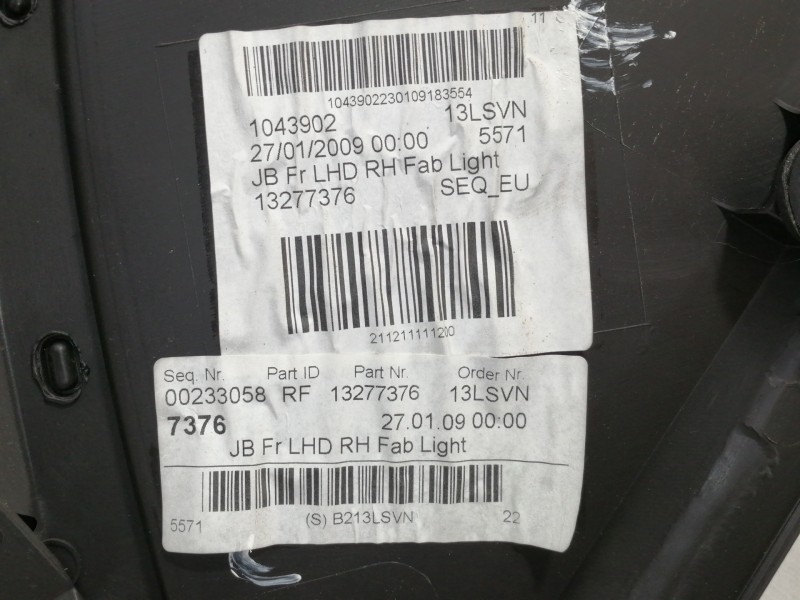 11
1043902230109183554
1043902 13LSVN
27/01/2009 00:00 5571
JB Fr LHD RH Fab Light
13277376 SEQ_EU
211211111200
Seq. Nr. Part ID Part Nr. Order Nr.
00233058 RF 13277376 13LSVN
7376 27.01.09 00:00
JB Fr LHD RH Fab Light
5571 (S) B213LSVN 22